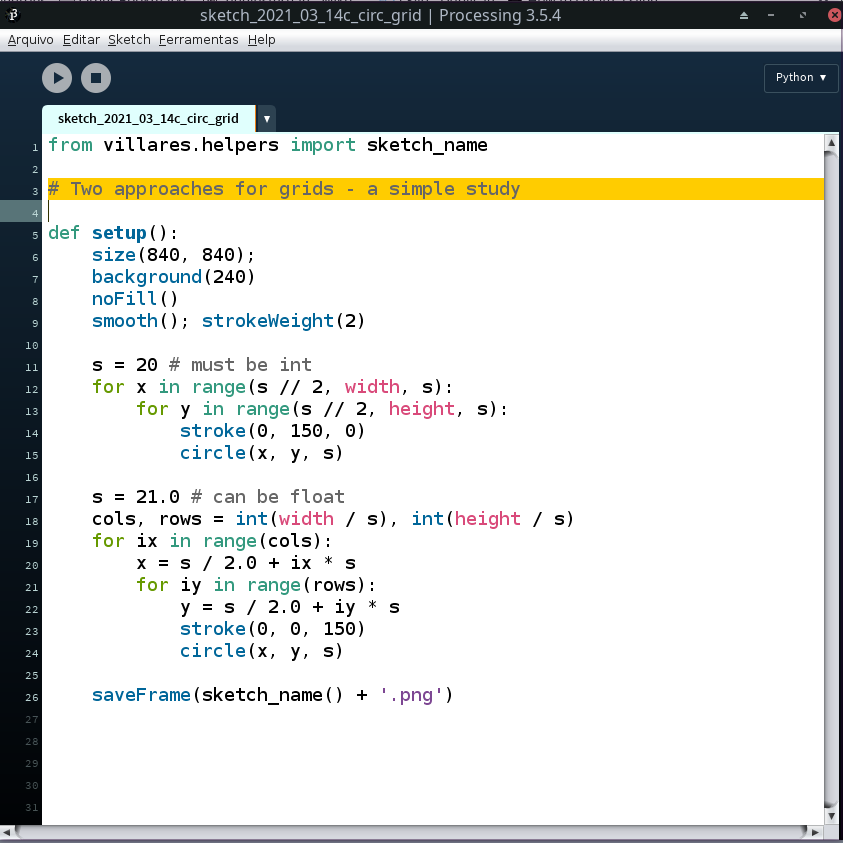 sketch_2021_03_14c_circ_grid | Processing 3.5.4
Arquivo Editar Sketch Ferramentas Help
Python ▼
sketch_2021_03_14c_circ_grid ▼
1 from villares.helpers import sketch_name
2
3 # Two approaches for grids - a simple study
4
5 def setup():
6     size(840, 840);
7     background(240)
8     noFill()
9     smooth(); strokeWeight(2)
10
11     s = 20 # must be int
12     for x in range(s // 2, width, s):
13         for y in range(s // 2, height, s):
14             stroke(0, 150, 0)
15             circle(x, y, s)
16
17     s = 21.0 # can be float
18     cols, rows = int(width / s), int(height / s)
19     for ix in range(cols):
20         x = s / 2.0 + ix * s
21         for iy in range(rows):
22             y = s / 2.0 + iy * s
23             stroke(0, 0, 150)
24             circle(x, y, s)
25
26     saveFrame(sketch_name() + '.png')
27
28
29
30
31